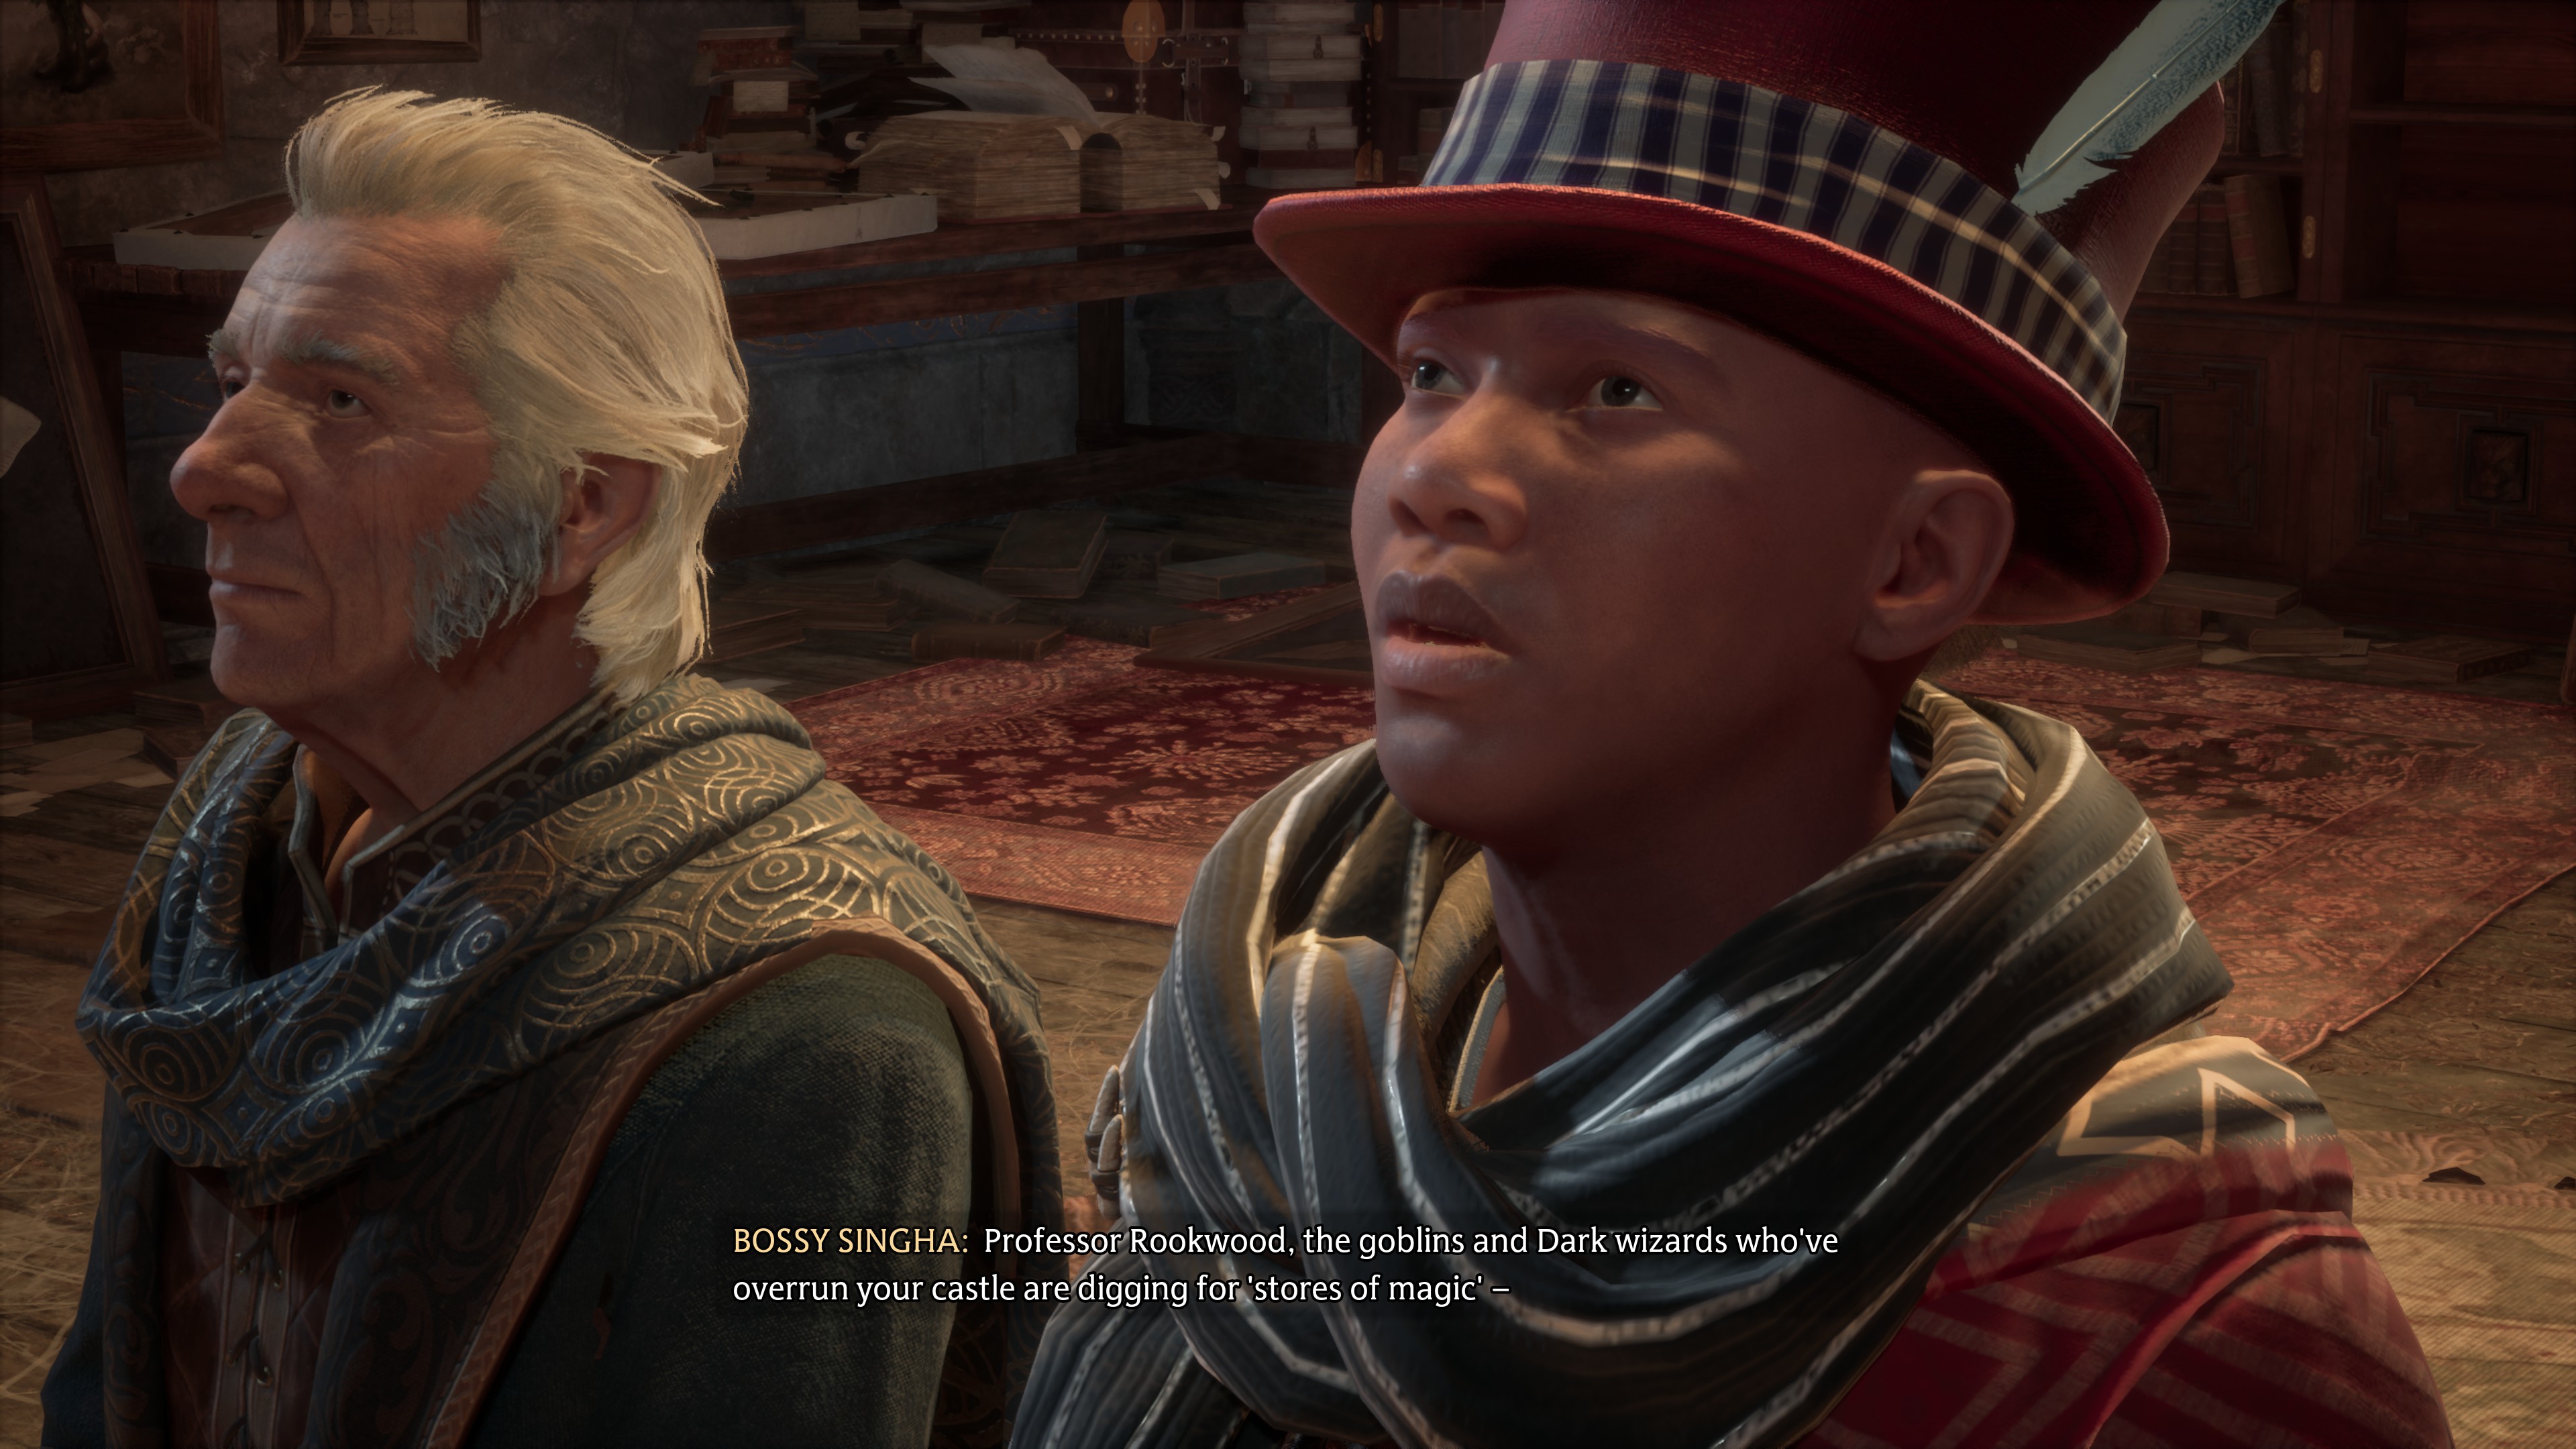 BOSSY SINGHA: Professor Rookwood, the goblins and Dark wizards who've
overrun your castle are digging for 'stores of magic' –